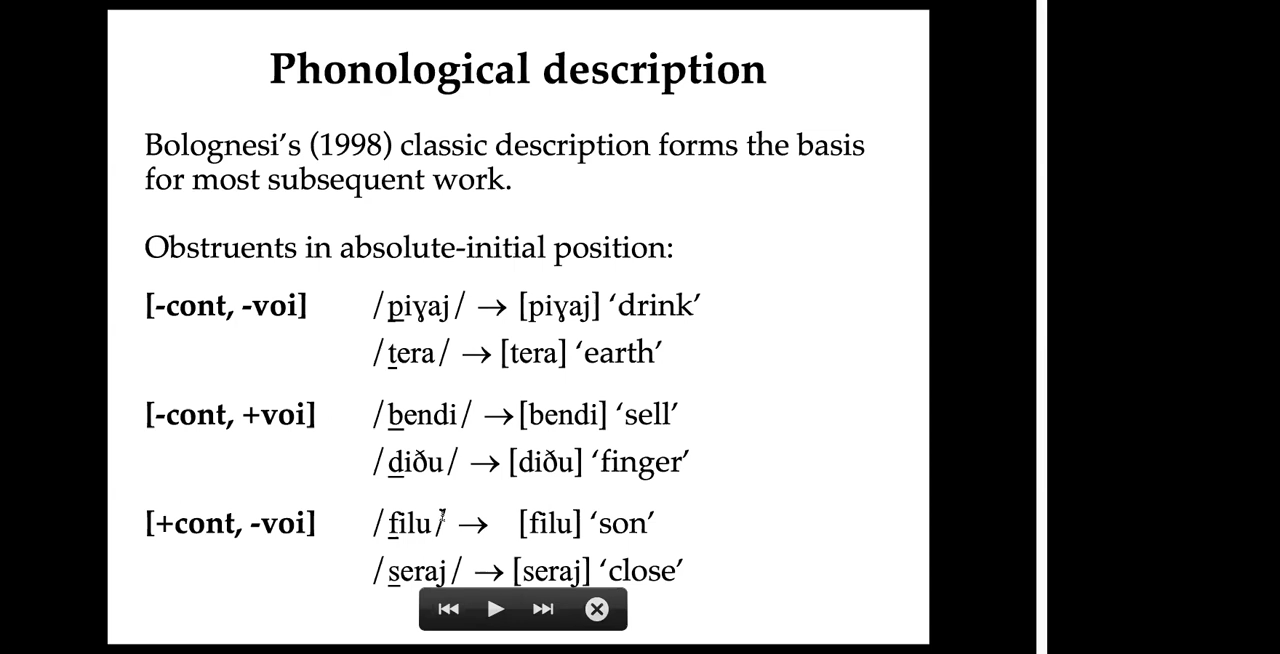 Phonological description
Bolognesi’s (1998) classic description forms the basis
for most subsequent work.
Obstruents in absolute-initial position:
[-cont, -voi] /piɣaj/ → [piɣaj] ‘drink’
/tera/ → [tera] ‘earth’
[-cont, +voi] /bendi/ →[bendi] ‘sell’
/diðu/ → [diðu] ‘finger’
[+cont, -voi] /filu/ → [filu] ‘son’
/seraj/ → [seraj] ‘close’